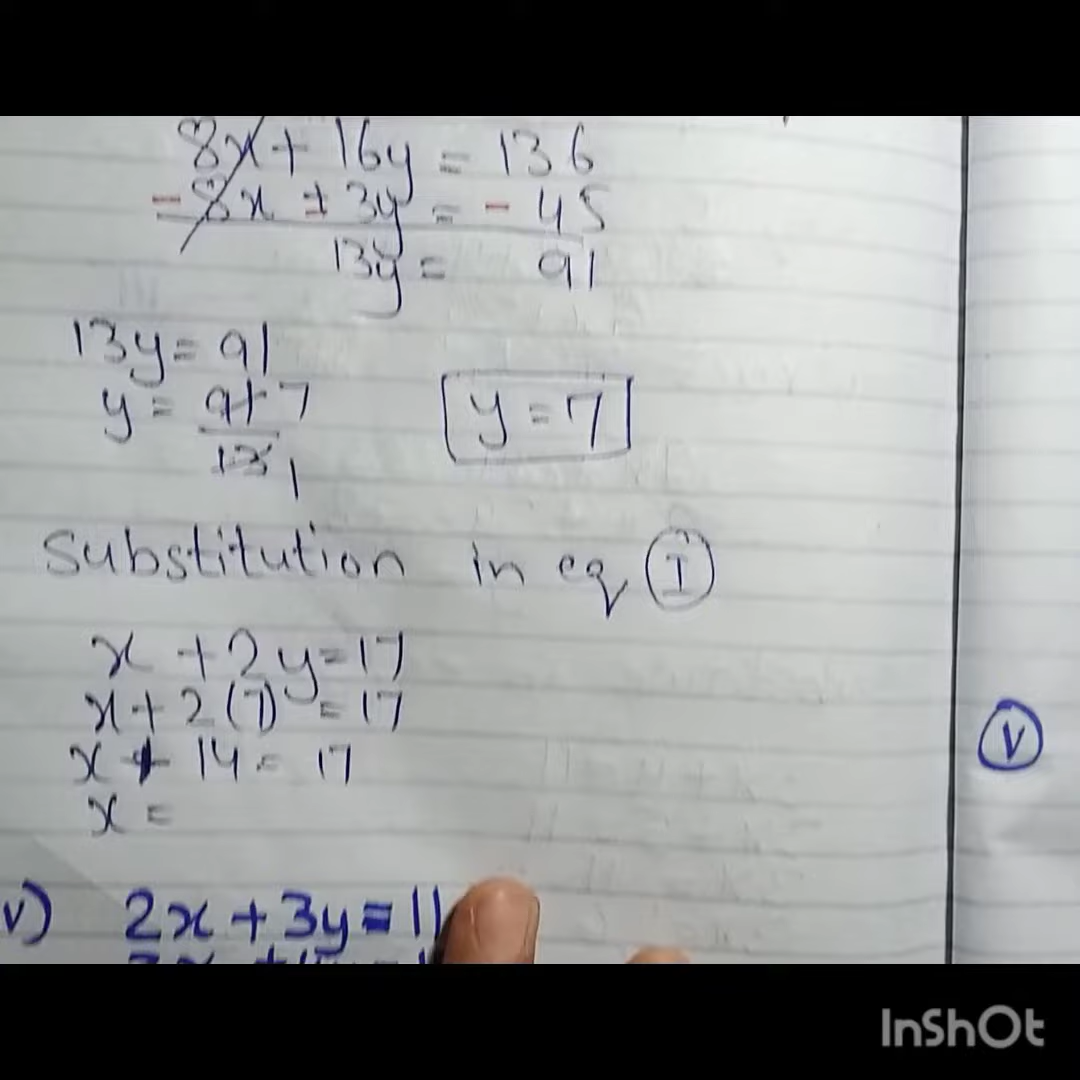 8x + 16y = 136
- 8x ± 3y = - 45
13y = 91
13y = 91
y = 91 7
13 1
y = 7
Substitution in eq I
x + 2y = 17
x + 2(7) = 17
x + 14 = 17
x =
V
v) 2x + 3y = 11
InShOt